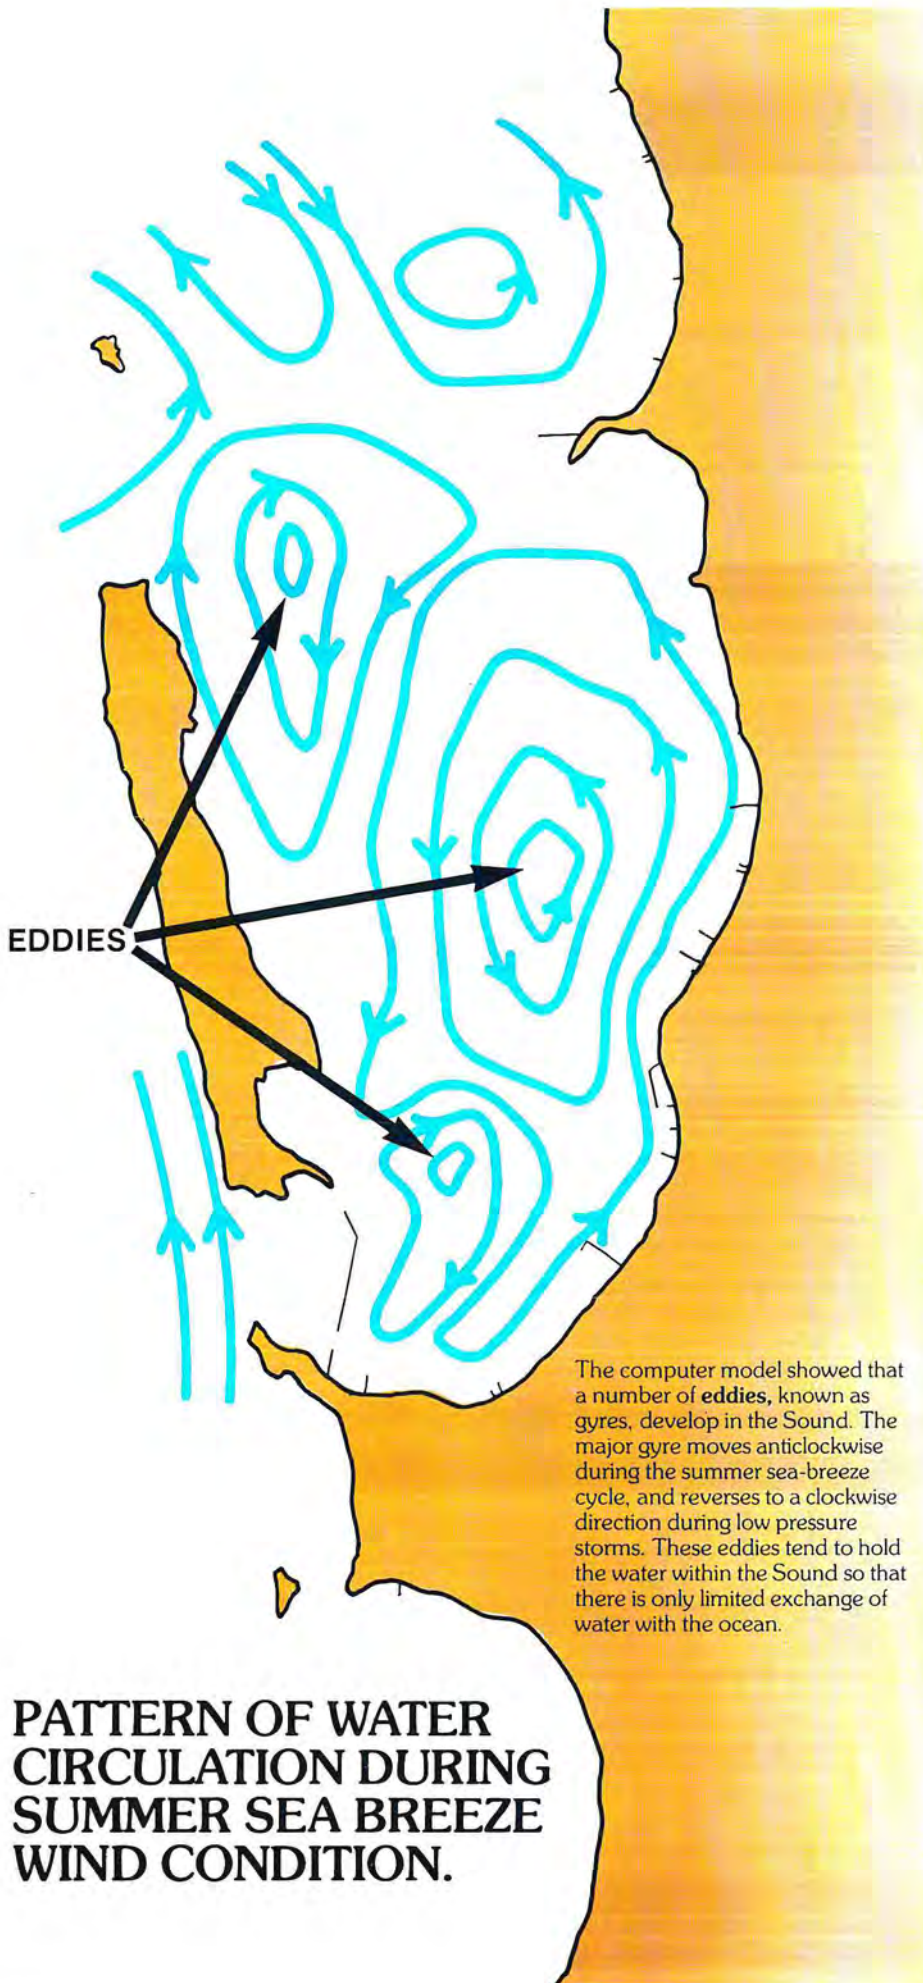 EDDIES
The computer model showed that
a number of eddies, known as
gyres, develop in the Sound. The
major gyre moves anticlockwise
during the summer sea-breeze
cycle, and reverses to a clockwise
direction during low pressure
storms. These eddies tend to hold
the water within the Sound so that
there is only limited exchange of
water with the ocean.
PATTERN OF WATER
CIRCULATION DURING
SUMMER SEA BREEZE
WIND CONDITION.